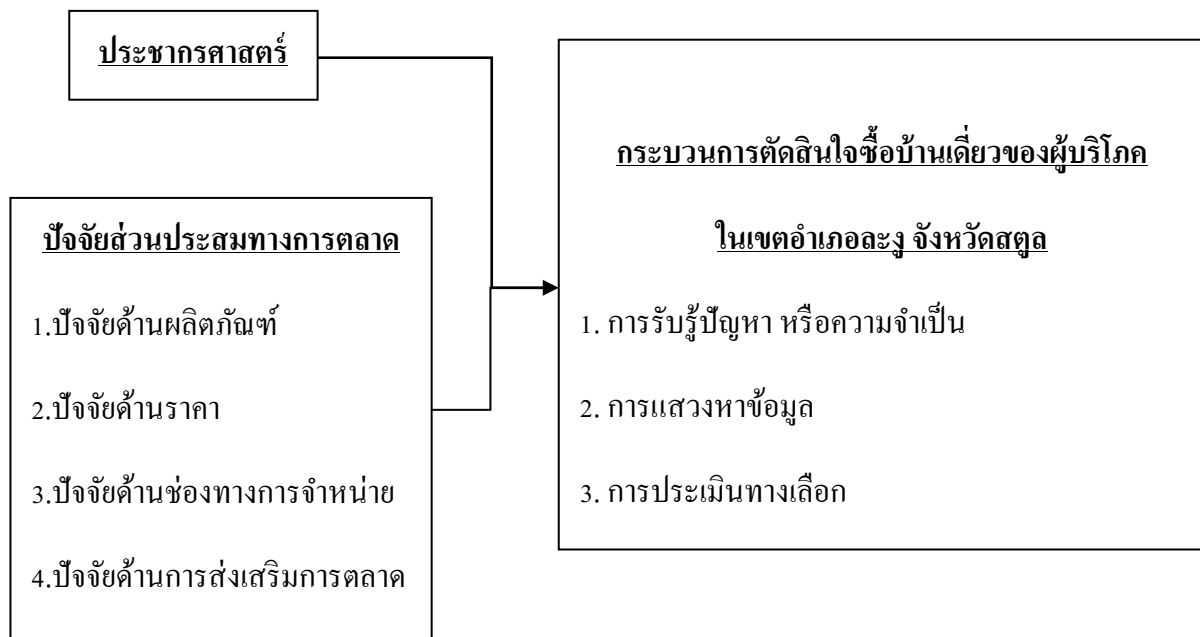 ประชากรศาสตร์
ปัจจัยส่วนประสมทางการตลาด
1.ปัจจัยด้านผลิตภัณฑ์
2.ปัจจัยด้านราคา
3.ปัจจัยด้านช่องทางการจำหน่าย
4.ปัจจัยด้านการส่งเสริมการตลาด
กระบวนการตัดสินใจซื้อบ้านเดี่ยวของผู้บริโภค
ในเขตอำเภอละงู จังหวัดสตูล
1. การรับรู้ปัญหา หรือความจำเป็น
2. การแสวงหาข้อมูล
3. การประเมินทางเลือก